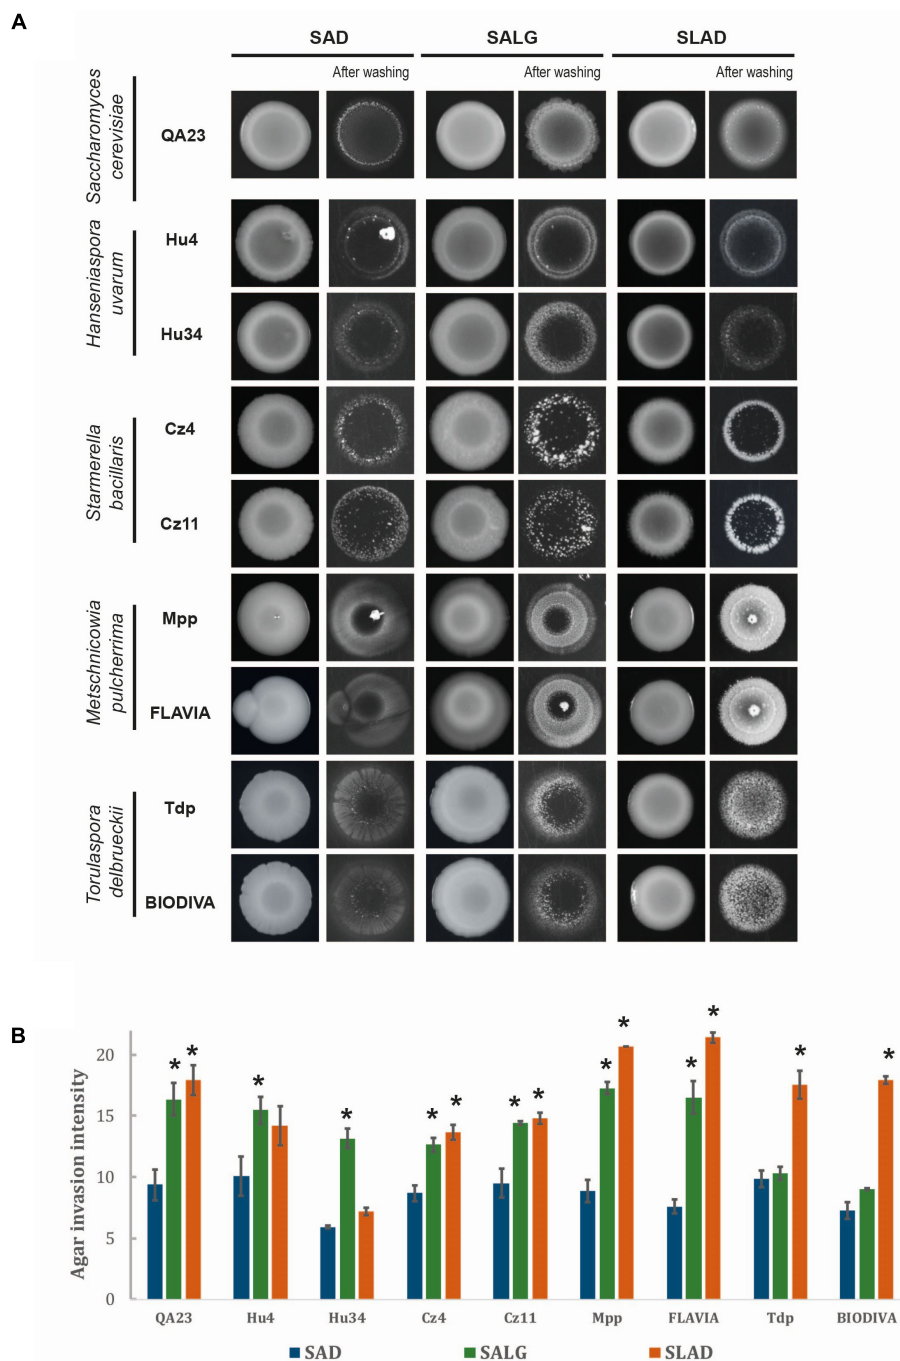 A
SAD SALG SLAD
After washing After washing After washing
Saccharomyces
cerevisiae
QA23
Hanseniaspora
uvarum
Hu4
Hu34
Starmerella
bacillaris
Cz4
Cz11
Metschnicowia
pulcherrima
Mpp
FLAVIA
Torulaspora
delbrueckii
Tdp
BIODIVA
B
Agar invasion intensity
20
15
10
5
0
* * * * * * * * * * * * *
QA23 Hu4 Hu34 Cz4 Cz11 Mpp FLAVIA Tdp BIODIVA
SAD SALG SLAD